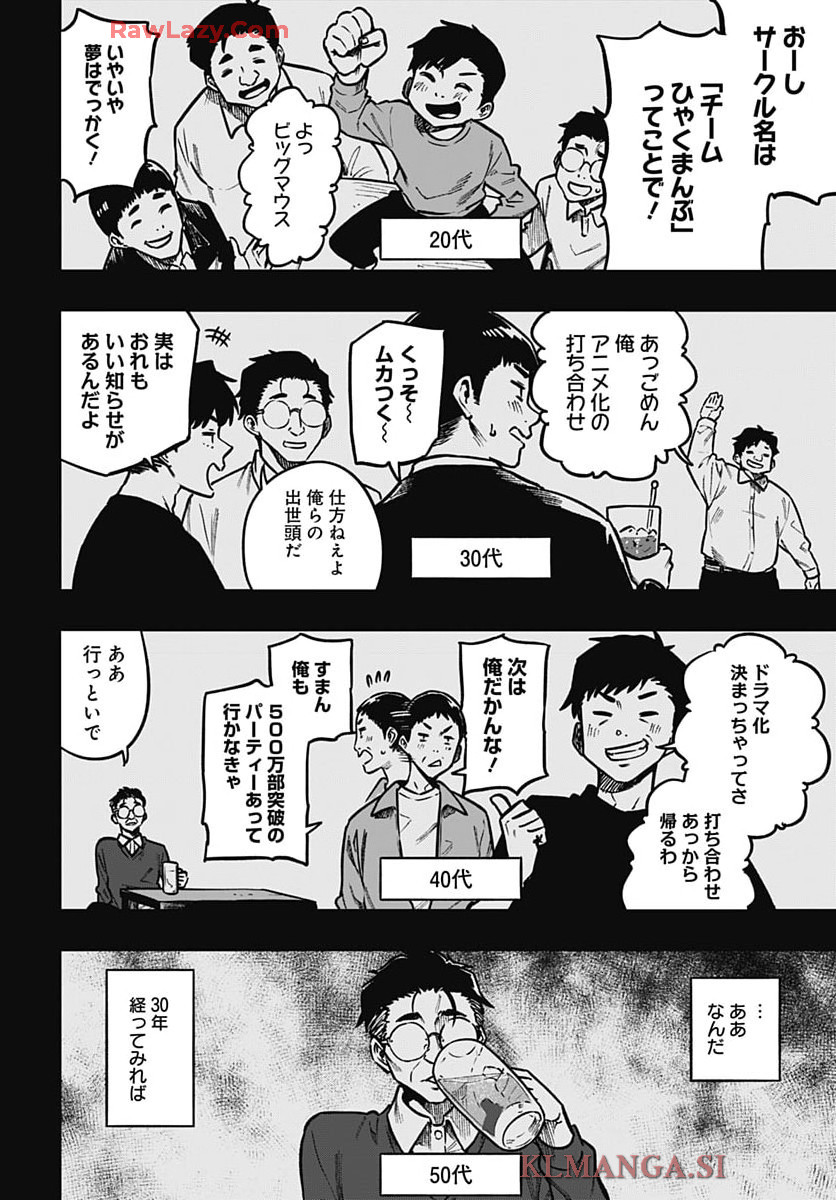 RawLazy.Com
おーし
サークル名は
「チーム
ひゃくまんぶ」
ってことで！
よっ
ビッグマウス
いやいや
夢はでっかく！
20代
あっごめん
俺
アニメ化の
打ち合わせ
くっそ〜
ムカつく〜
仕方ねえよ
俺らの
出世頭だ
実は
おれも
いい知らせが
あるんだよ
30代
ドラマ化
決まっちゃってさ
打ち合わせ
あっから
帰るわ
次は
俺だかんな！
すまん
俺も
500万部突破の
パーティーあって
行かなきゃ
ああ
行っといで
40代
…
ああ
なんだ
30年
経ってみれば
50代
KLMANGA.SI